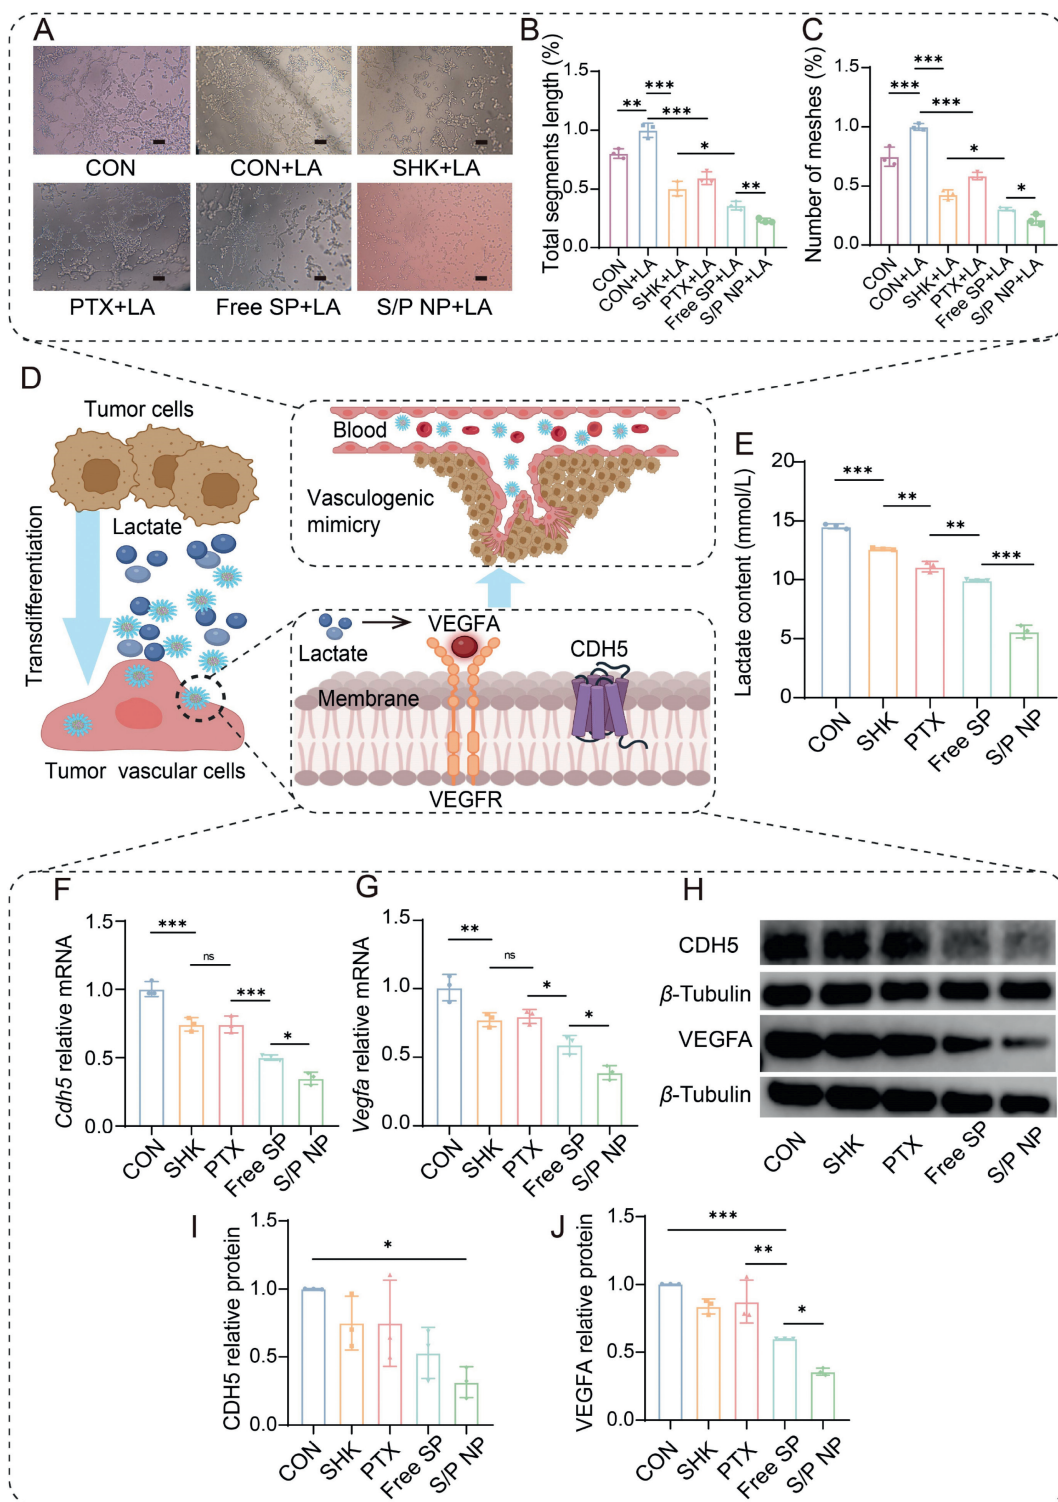 A
CON
CON+LA
SHK+LA
PTX+LA
Free SP+LA
S/P NP+LA
B
Total segments length (%)
1.5
1.0
0.5
0.0
**
***
***
*
**
CON
CON+LA
SHK+LA
PTX+LA
Free SP+LA
S/P NP+LA
C
Number of meshes (%)
1.5
1.0
0.5
0.0
***
***
***
*
*
CON
CON+LA
SHK+LA
PTX+LA
Free SP+LA
S/P NP+LA
D
Tumor cells
Transdifferentiation
Lactate
Tumor vascular cells
Blood
Vasculogenic
mimicry
Lactate
VEGFA
CDH5
Membrane
VEGFR
E
Lactate content (mmol/L)
20
15
10
5
0
***
**
**
***
CON
SHK
PTX
Free SP
S/P NP
F
Cdh5 relative mRNA
1.5
1.0
0.5
0.0
***
ns
***
*
CON
SHK
PTX
Free SP
S/P NP
G
Vegfa relative mRNA
1.5
1.0
0.5
0.0
**
ns
*
*
CON
SHK
PTX
Free SP
S/P NP
H
CDH5
β-Tubulin
VEGFA
β-Tubulin
CON
SHK
PTX
Free SP
S/P NP
I
CDH5 relative protein
1.5
1.0
0.5
0.0
*
CON
SHK
PTX
Free SP
S/P NP
J
VEGFA relative protein
1.5
1.0
0.5
0.0
***
**
*
CON
SHK
PTX
Free SP
S/P NP